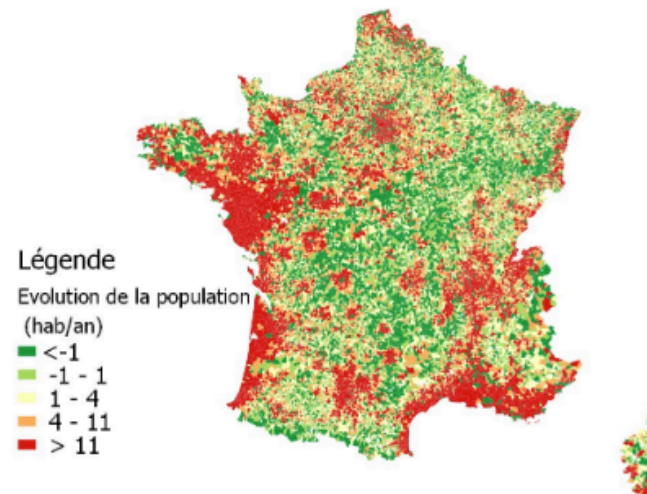 Légende
Evolution de la population
(hab/an)
<-1
-1 - 1
1 - 4
4 - 11
> 11